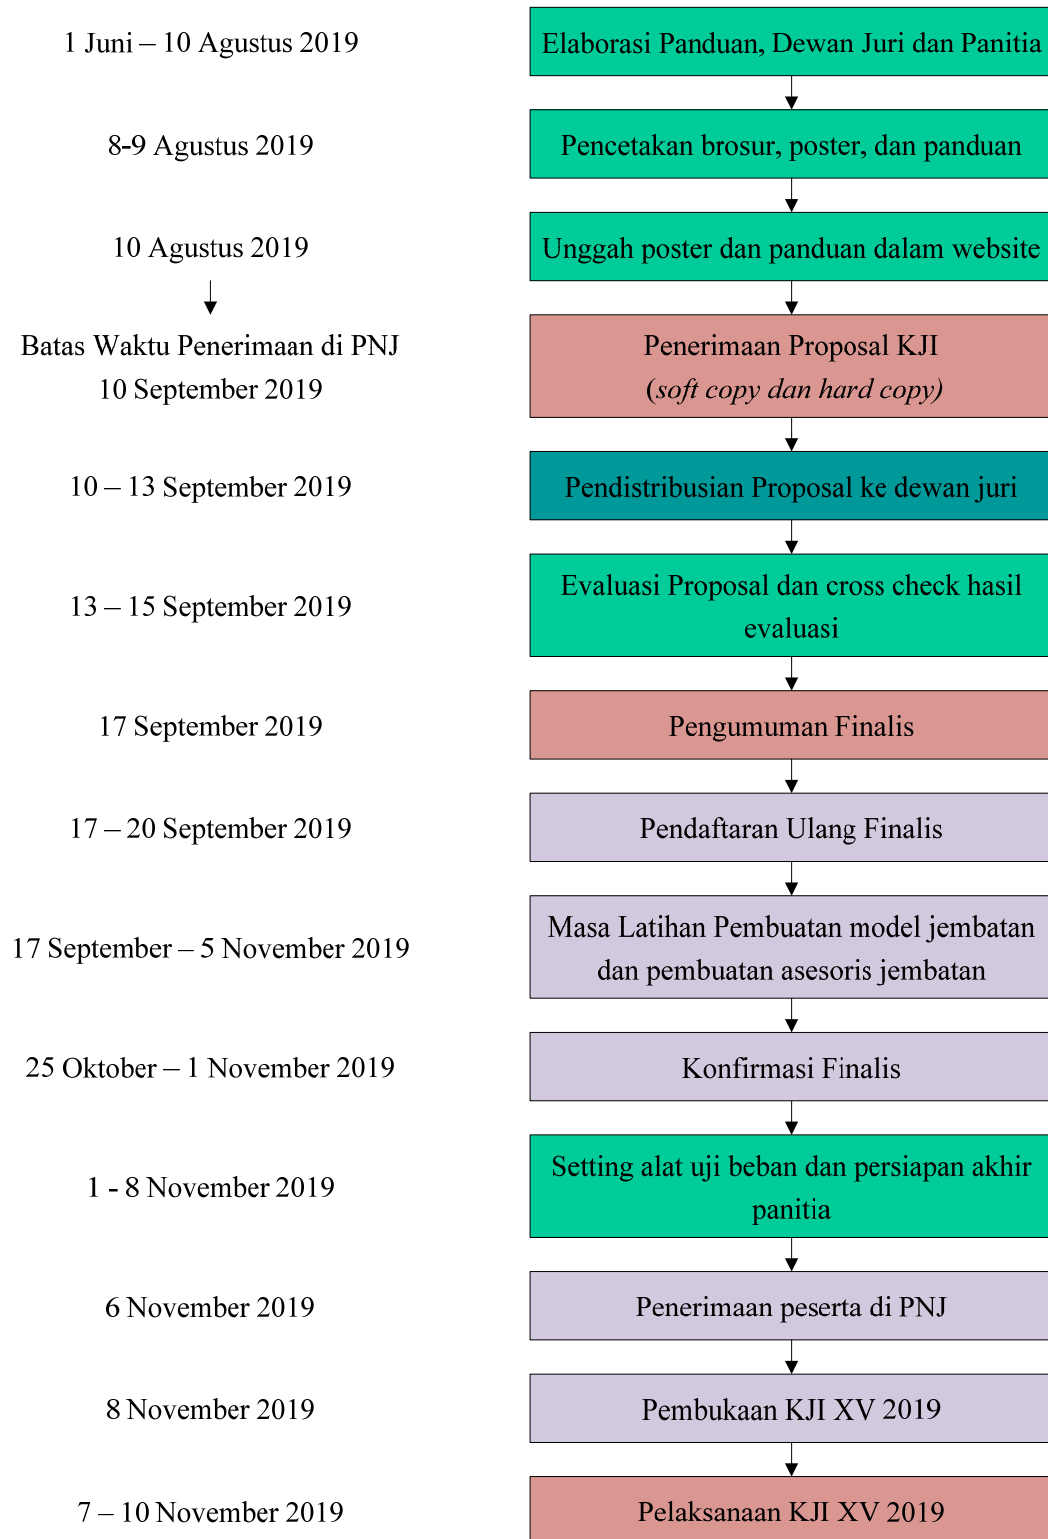 1 Juni – 10 Agustus 2019
Elaborasi Panduan, Dewan Juri dan Panitia
8-9 Agustus 2019
Pencetakan brosur, poster, dan panduan
10 Agustus 2019
Unggah poster dan panduan dalam website
Batas Waktu Penerimaan di PNJ
10 September 2019
Penerimaan Proposal KJI
(soft copy dan hard copy)
10 – 13 September 2019
Pendistribusian Proposal ke dewan juri
13 – 15 September 2019
Evaluasi Proposal dan cross check hasil
evaluasi
17 September 2019
Pengumuman Finalis
17 – 20 September 2019
Pendaftaran Ulang Finalis
17 September – 5 November 2019
Masa Latihan Pembuatan model jembatan
dan pembuatan asesoris jembatan
25 Oktober – 1 November 2019
Konfirmasi Finalis
1 - 8 November 2019
Setting alat uji beban dan persiapan akhir
panitia
6 November 2019
Penerimaan peserta di PNJ
8 November 2019
Pembukaan KJI XV 2019
7 – 10 November 2019
Pelaksanaan KJI XV 2019